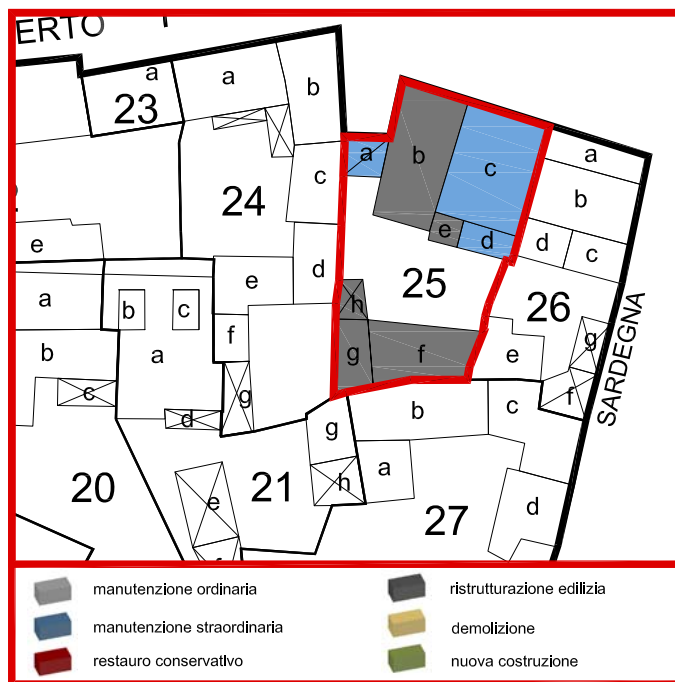 ERTO
a
a
b
23
24
c
a
b
c
a
b
d
c
e
d
25
26
SARDEGNA
e
d
e
h
g
a
b
c
a
f
g
f
e
b
c
g
f
b
c
d
g
a
h
20
21
e
27
d
manutenzione ordinaria
ristrutturazione edilizia
manutenzione straordinaria
demolizione
restauro conservativo
nuova costruzione